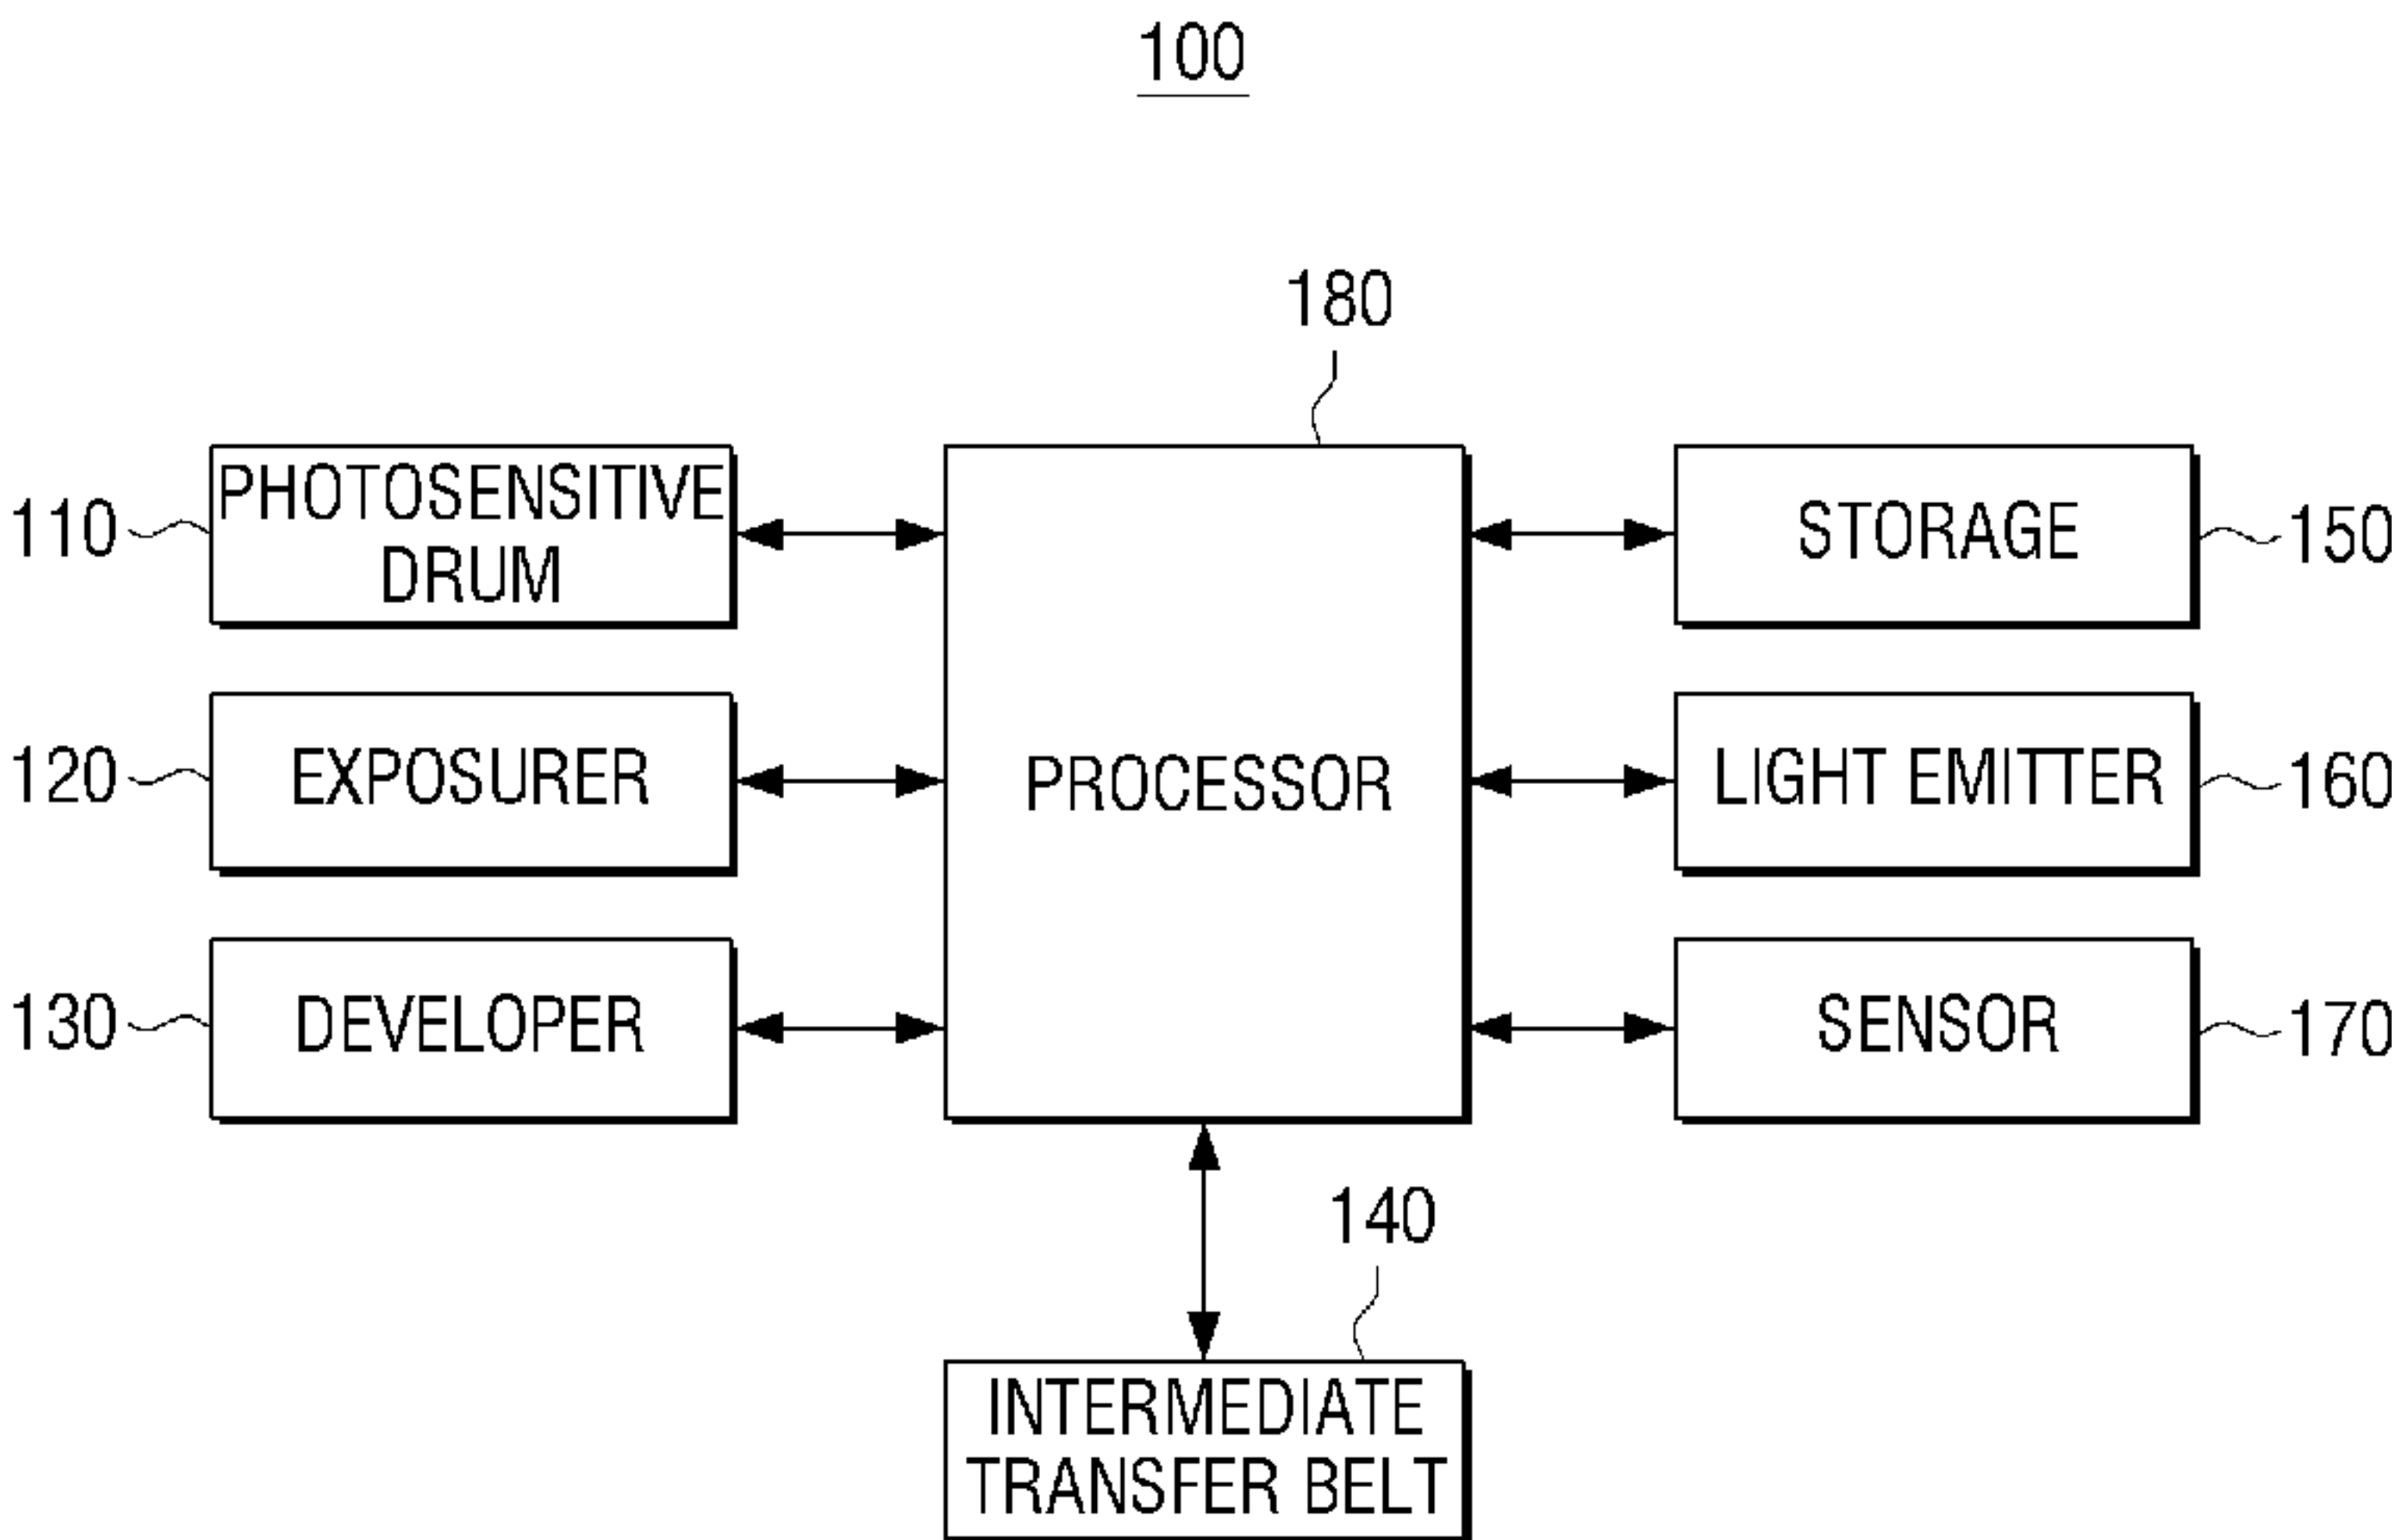 100
180
110
PHOTOSENSITIVE
DRUM
STORAGE
150
120
EXPOSURER
PROCESSOR
LIGHT EMITTER
160
130
DEVELOPER
SENSOR
170
140
INTERMEDIATE
TRANSFER BELT